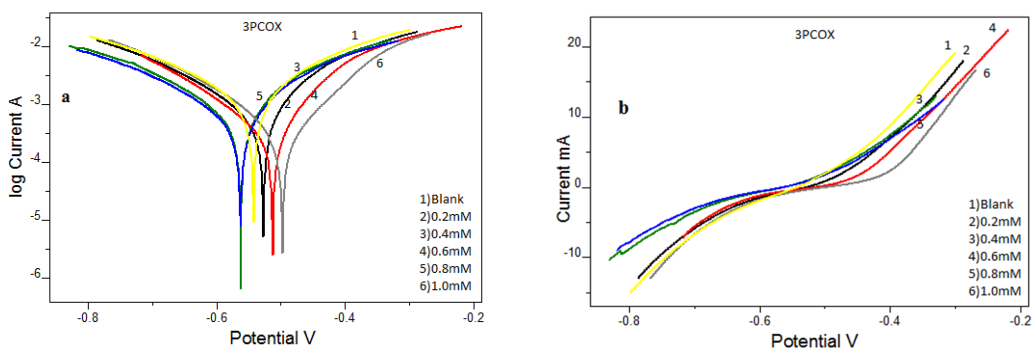 3PCOX
log Current A
-2
-3
-4
-5
-6
a
1
3
5
2
4
6
1)Blank
2)0.2mM
3)0.4mM
4)0.6mM
5)0.8mM
6)1.0mM
-0.8
-0.6
-0.4
-0.2
Potential V
3PCOX
Current mA
20
10
0
-10
b
4
1
2
6
3
5
1)Blank
2)0.2mM
3)0.4mM
4)0.6mM
5)0.8mM
6)1.0mM
-0.8
-0.6
-0.4
-0.2
Potential V